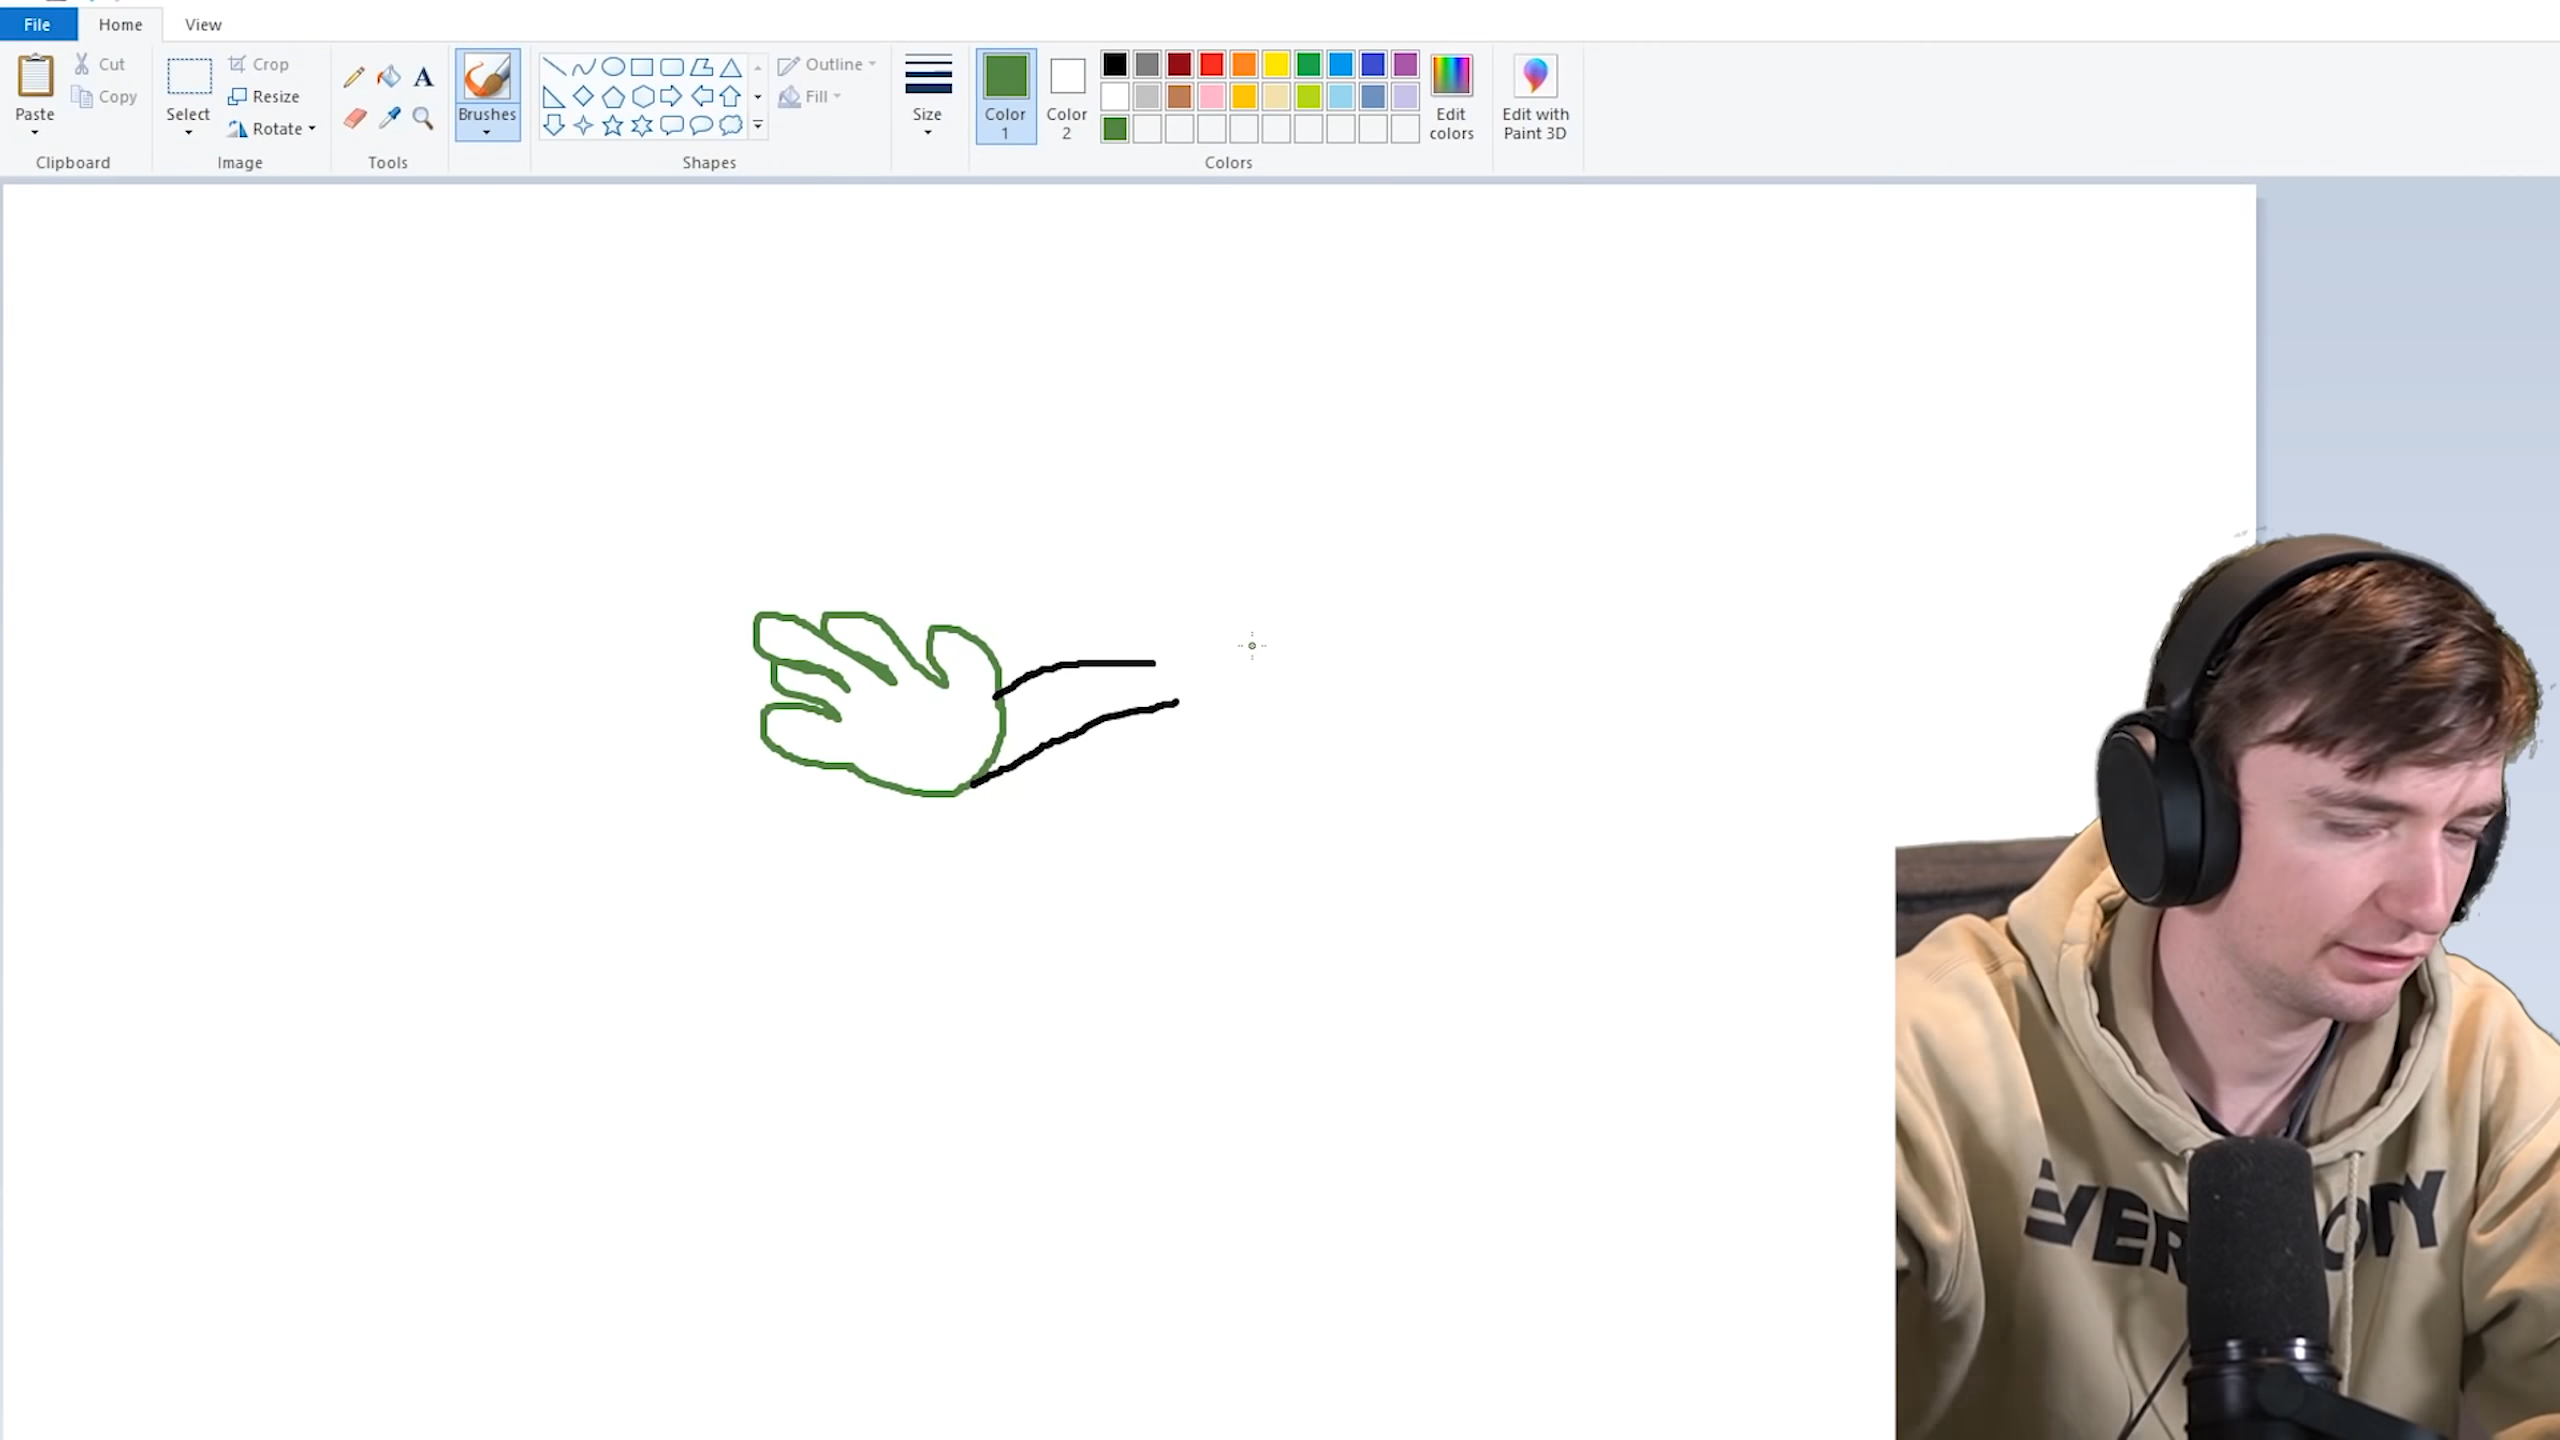 File Home View
Paste
Cut
Copy
Clipboard
Select
Crop
Resize
Rotate
Image
A
Tools
Brushes
Outline
Fill
Shapes
Size
Color 1
Color 2
Edit colors
Colors
Edit with Paint 3D